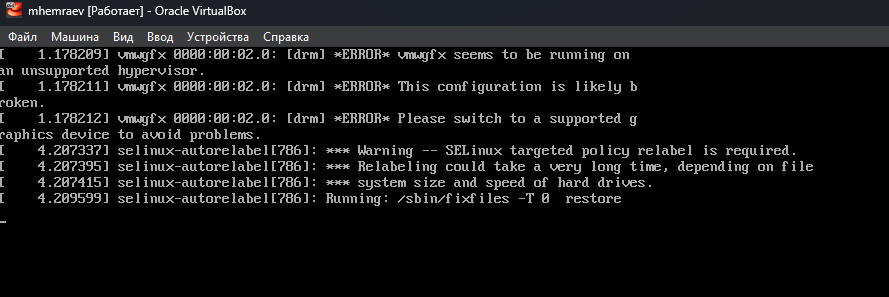 mhemraev [Работает] - Oracle VirtualBox
Файл Машина Вид Ввод Устройства Справка
[    1.178209] vmwgfx 0000:00:02.0: [drm] *ERROR* vmwgfx seems to be running on
an unsupported hypervisor.
[    1.178211] vmwgfx 0000:00:02.0: [drm] *ERROR* This configuration is likely b
roken.
[    1.178212] vmwgfx 0000:00:02.0: [drm] *ERROR* Please switch to a supported g
raphics device to avoid problems.
[    4.207337] selinux-autorelabel[786]: *** Warning -- SELinux targeted policy relabel is required.
[    4.207395] selinux-autorelabel[786]: *** Relabeling could take a very long time, depending on file
[    4.207415] selinux-autorelabel[786]: *** system size and speed of hard drives.
[    4.209599] selinux-autorelabel[786]: Running: /sbin/fixfiles -T 0  restore